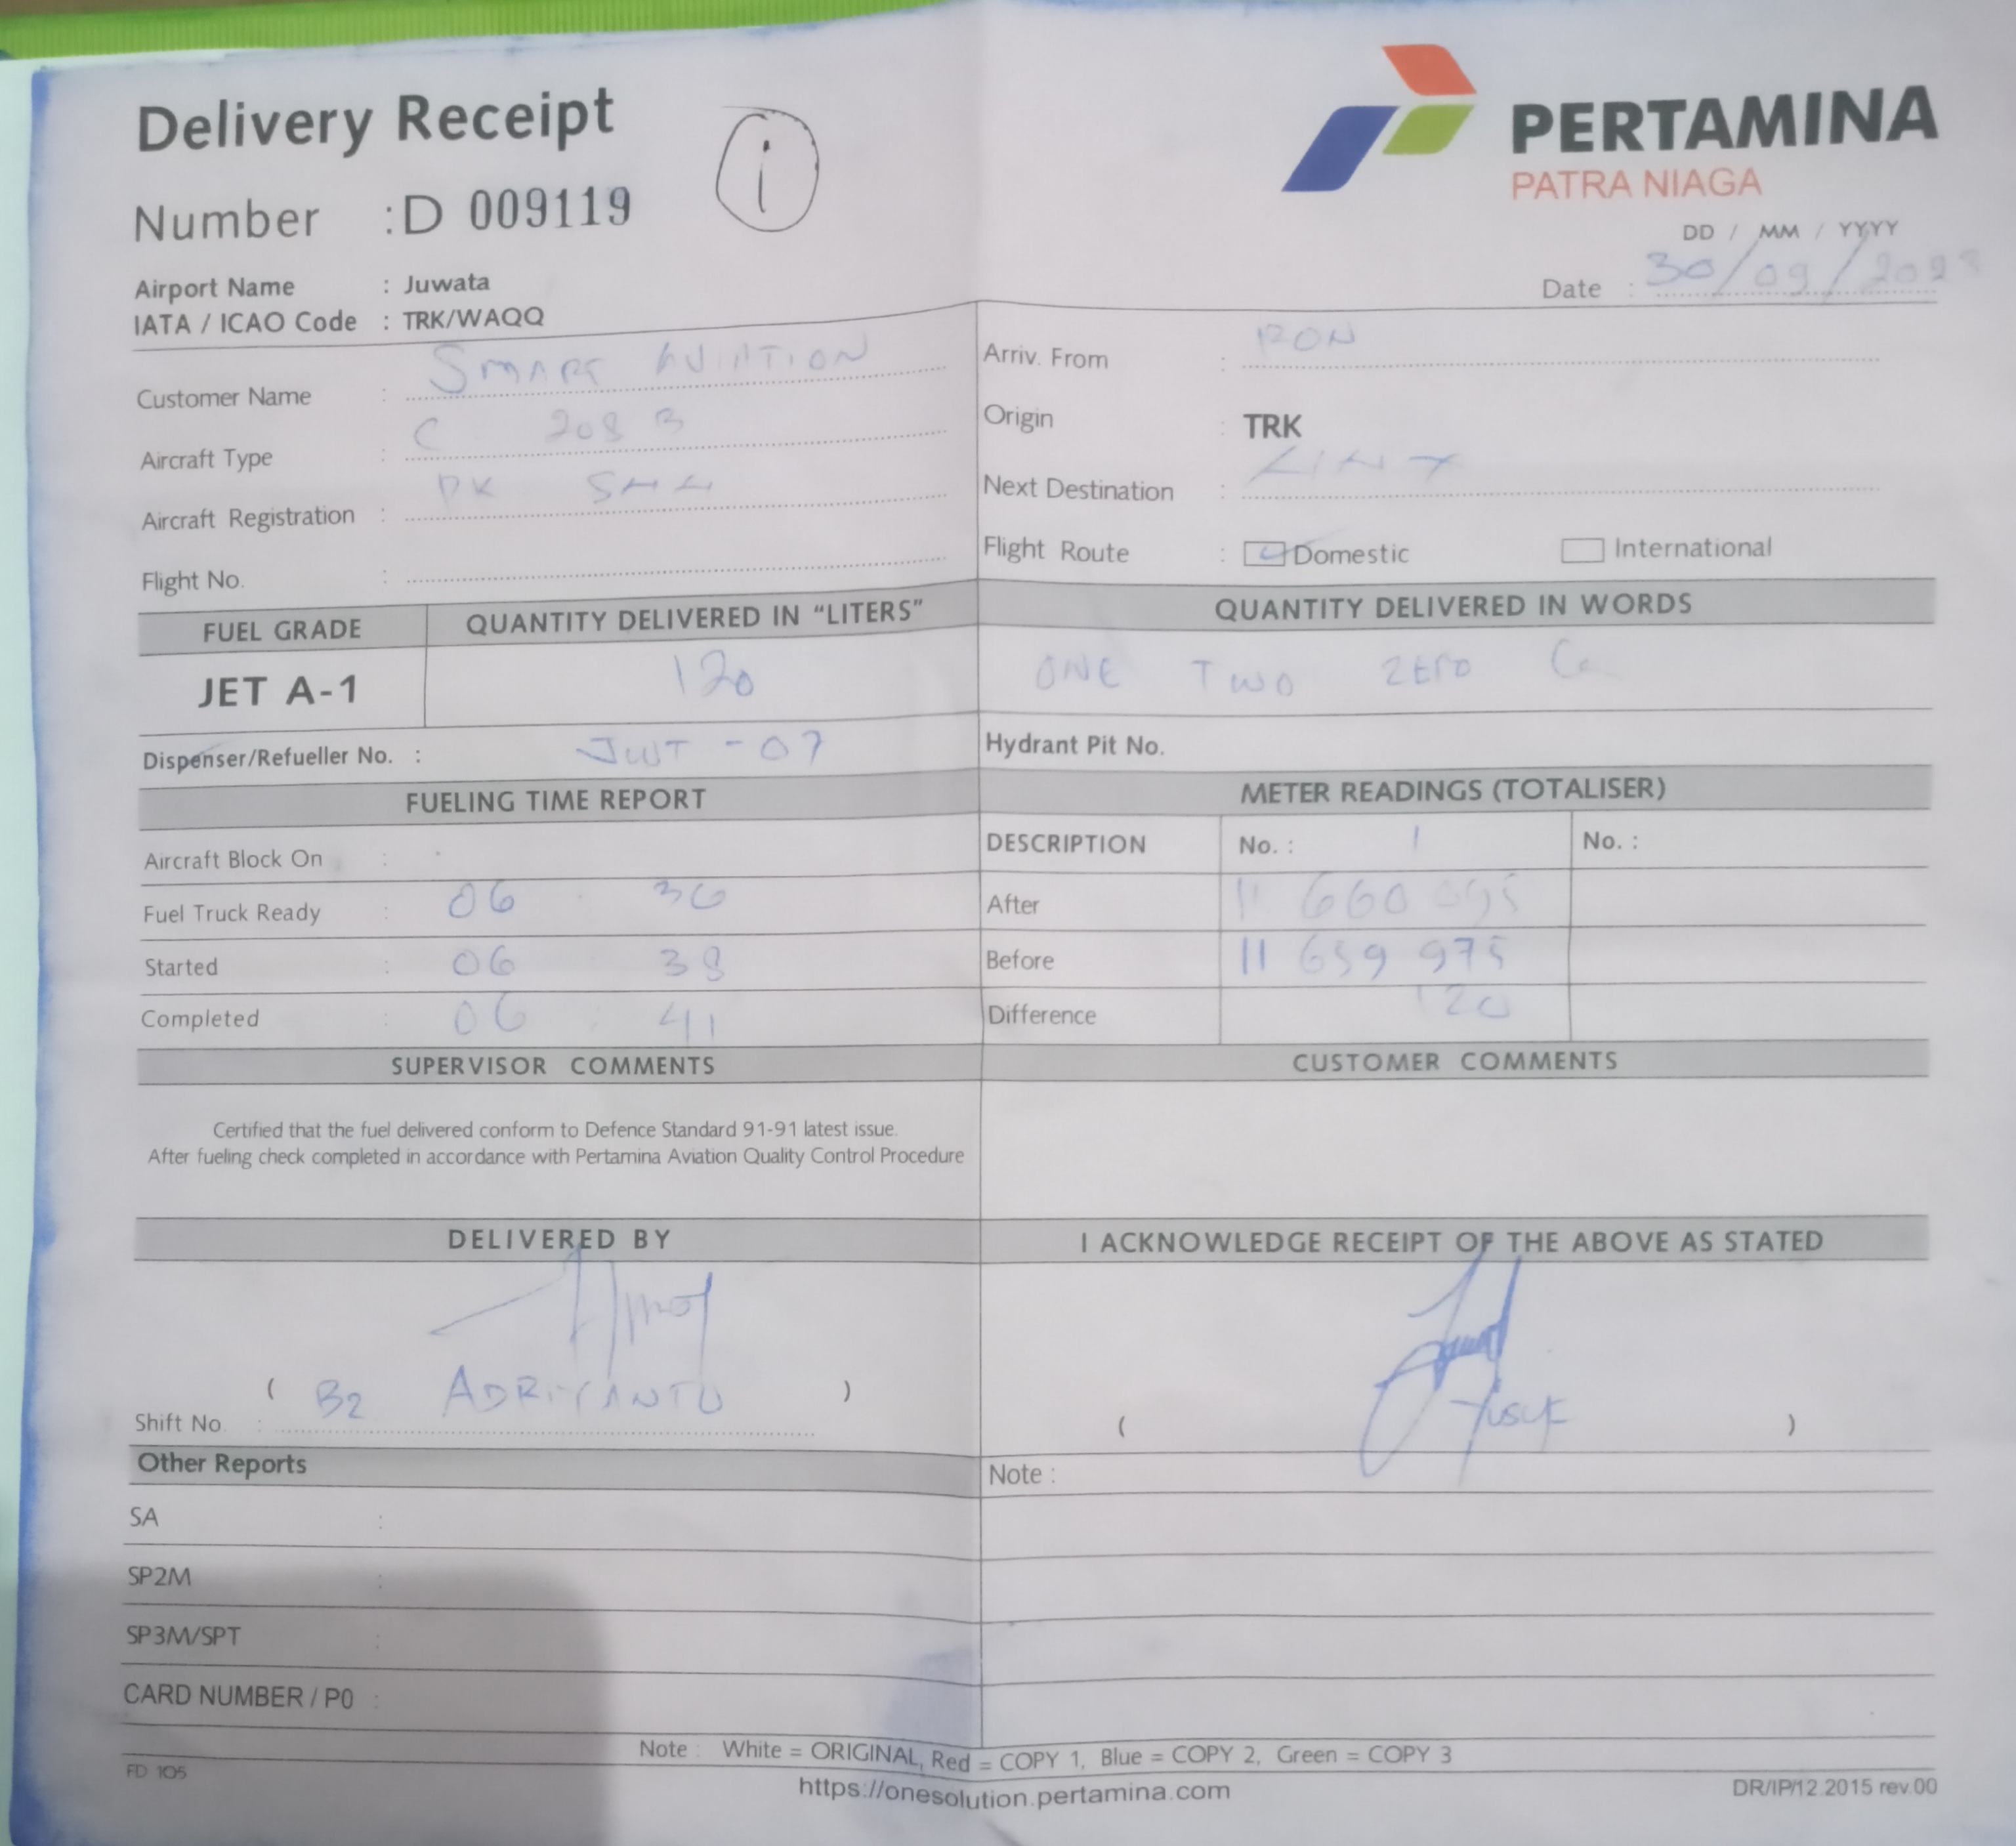 Delivery Receipt
1
PERTAMINA
PATRA NIAGA
Number : D 009119
DD / MM / YYYY
Date : 30/09/202
Airport Name : Juwata
IATA / ICAO Code : TRK/WAQQ
Customer Name : SMART AVIATION
Arriv. From : RON
Aircraft Type : C 208 B
Origin : TRK
Aircraft Registration : PK
Next Destination :
Flight No. :
Flight Route : Domestic International
FUEL GRADE QUANTITY DELIVERED IN "LITERS" QUANTITY DELIVERED IN WORDS
JET A-1 120 ONE TWO ZERO
Dispenser/Refueller No. : JWT - 07 Hydrant Pit No.
FUELING TIME REPORT METER READINGS (TOTALISER)
Aircraft Block On : DESCRIPTION No. : 1 No. :
Fuel Truck Ready : 06 36 After 11 660 095
Started : 06 38 Before 11 659 975
Completed : 06 41 Difference 120
SUPERVISOR COMMENTS CUSTOMER COMMENTS
Certified that the fuel delivered conform to Defence Standard 91-91 latest issue.
After fueling check completed in accordance with Pertamina Aviation Quality Control Procedure
DELIVERED BY I ACKNOWLEDGE RECEIPT OF THE ABOVE AS STATED
( B2 ADRIYANTO )
Shift No. :
( Yusuf )
Other Reports Note :
SA :
SP2M :
SP3M/SPT :
CARD NUMBER / P0 :
Note : White = ORIGINAL, Red = COPY 1, Blue = COPY 2, Green = COPY 3
FD 105
https://onesolution.pertamina.com
DR/IP/12.2015 rev.00